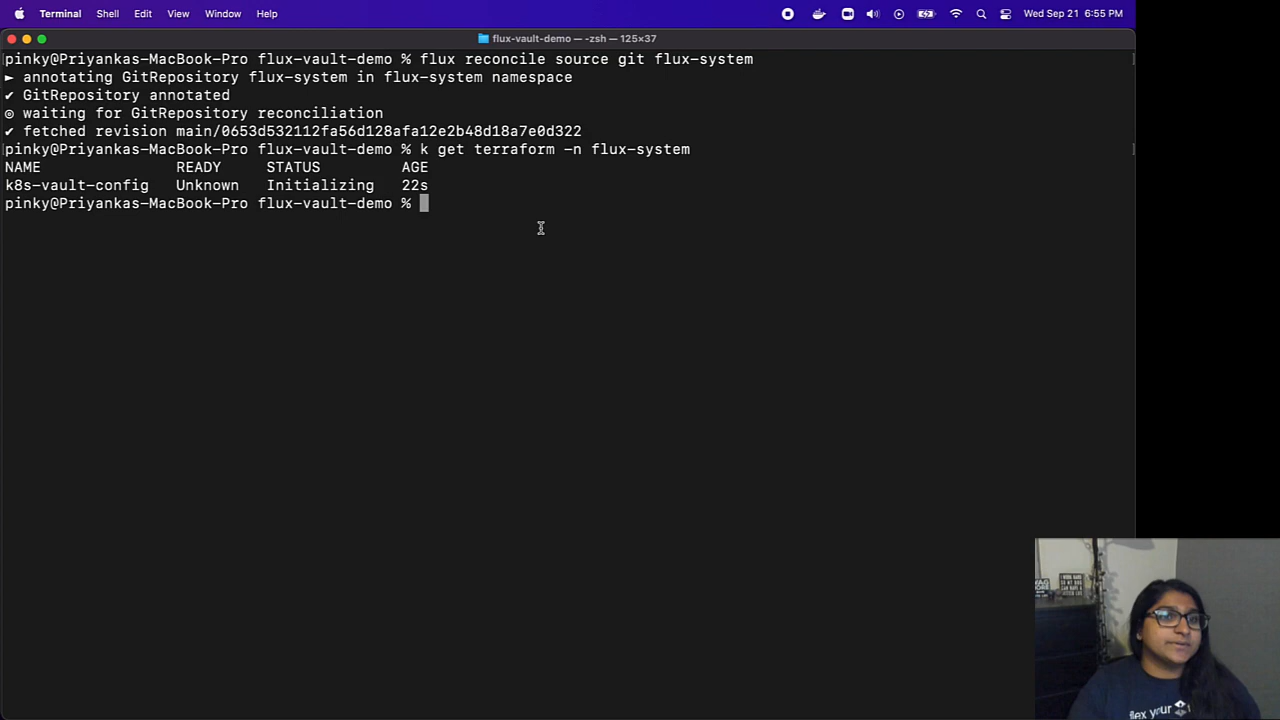 Terminal Shell Edit View Window Help Wed Sep 21 6:55 PM
flux-vault-demo — -zsh — 125×37
pinky@Priyankas-MacBook-Pro flux-vault-demo % flux reconcile source git flux-system
► annotating GitRepository flux-system in flux-system namespace
✔ GitRepository annotated
◎ waiting for GitRepository reconciliation
✔ fetched revision main/0653d532112fa56d128afa12e2b48d18a7e0d322
pinky@Priyankas-MacBook-Pro flux-vault-demo % k get terraform -n flux-system
NAME READY STATUS AGE
k8s-vault-config Unknown Initializing 22s
pinky@Priyankas-MacBook-Pro flux-vault-demo %
flex your